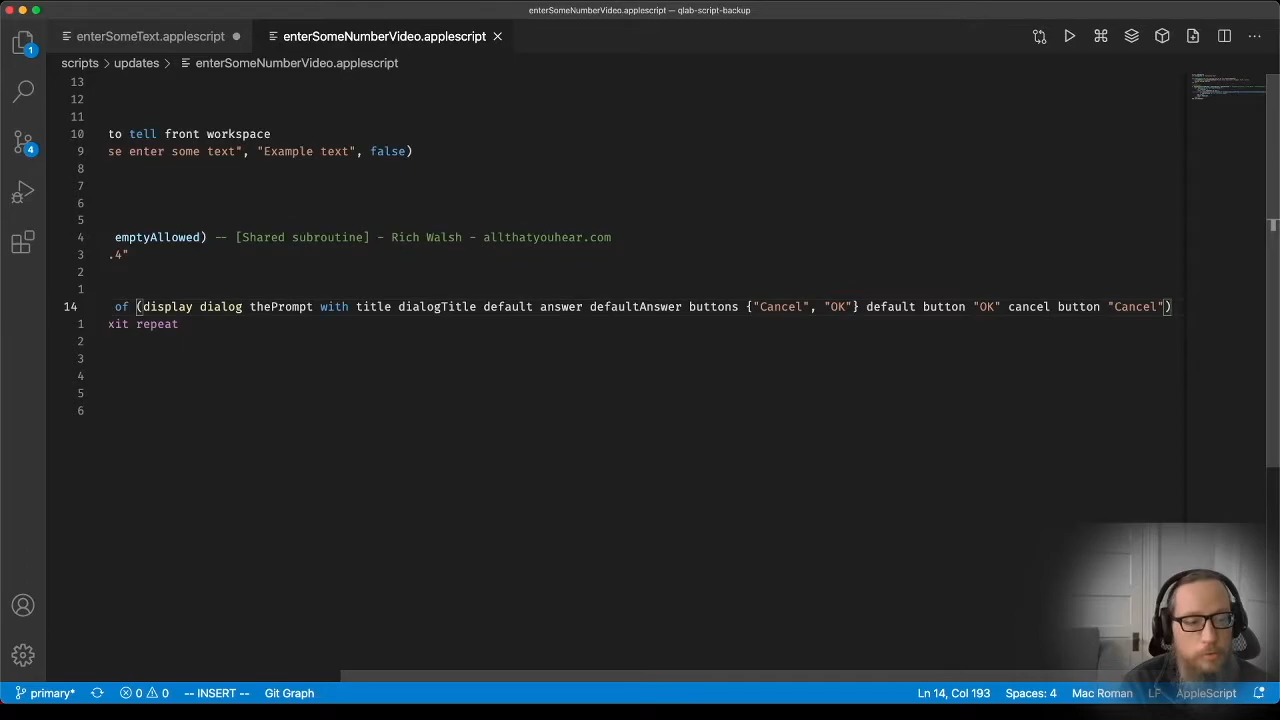 enterSomeNumberVideo.applescript — qlab-script-backup
enterSomeText.applescript
enterSomeNumberVideo.applescript
scripts > updates > enterSomeNumberVideo.applescript
13
12
11
10 to tell front workspace
9 se enter some text", "Example text", false)
8
7
6
5
4 emptyAllowed) -- [Shared subroutine] - Rich Walsh - allthatyouhear.com
3 .4"
2
1
14 of (display dialog thePrompt with title dialogTitle default answer defaultAnswer buttons {"Cancel", "OK"} default button "OK" cancel button "Cancel")
1 xit repeat
2
3
4
5
6
1
4
primary* 0 0 -- INSERT -- Git Graph Ln 14, Col 193 Spaces: 4 Mac Roman LF AppleScript